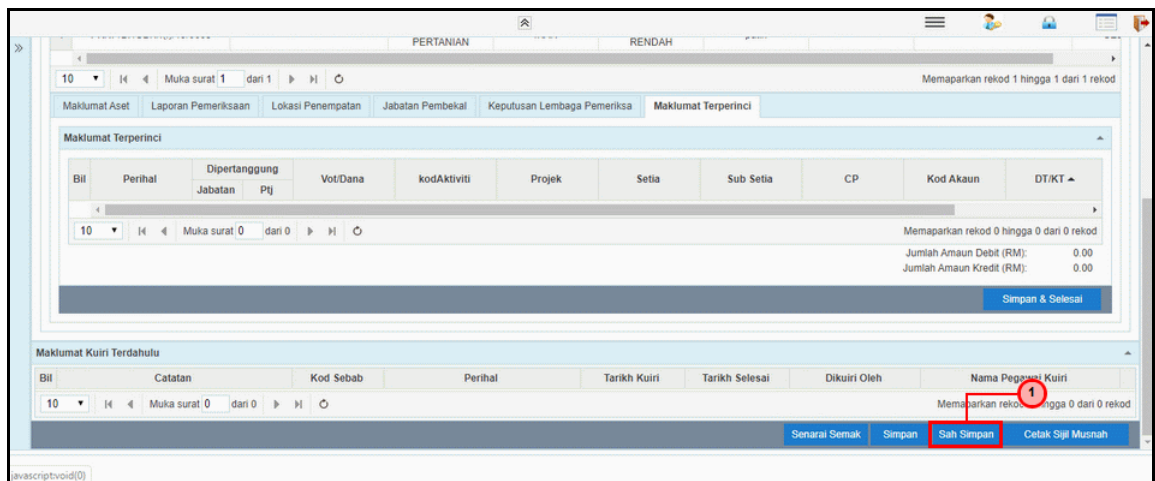 PERTANIAN RENDAH
10 Muka surat 1 dari 1 Memaparkan rekod 1 hingga 1 dari 1 rekod
Maklumat Aset Laporan Pemeriksaan Lokasi Penempatan Jabatan Pembekal Keputusan Lembaga Pemeriksa Maklumat Terperinci
Maklumat Terperinci
Bil Perihal Dipertanggung Vot/Dana kodAktiviti Projek Setia Sub Setia CP Kod Akaun DT/KT
Jabatan Ptj
10 Muka surat 0 dari 0 Memaparkan rekod 0 hingga 0 dari 0 rekod
Jumlah Amaun Debit (RM): 0.00
Jumlah Amaun Kredit (RM): 0.00
Simpan & Selesai
Maklumat Kuiri Terdahulu
Bil Catatan Kod Sebab Perihal Tarikh Kuiri Tarikh Selesai Dikuiri Oleh Nama Pegawai Kuiri
1
10 Muka surat 0 dari 0 Memaparkan 0 dari 0 rekod
Senarai Semak Simpan Sah Simpan Cetak Sijil Musnah
javascript:void(0)